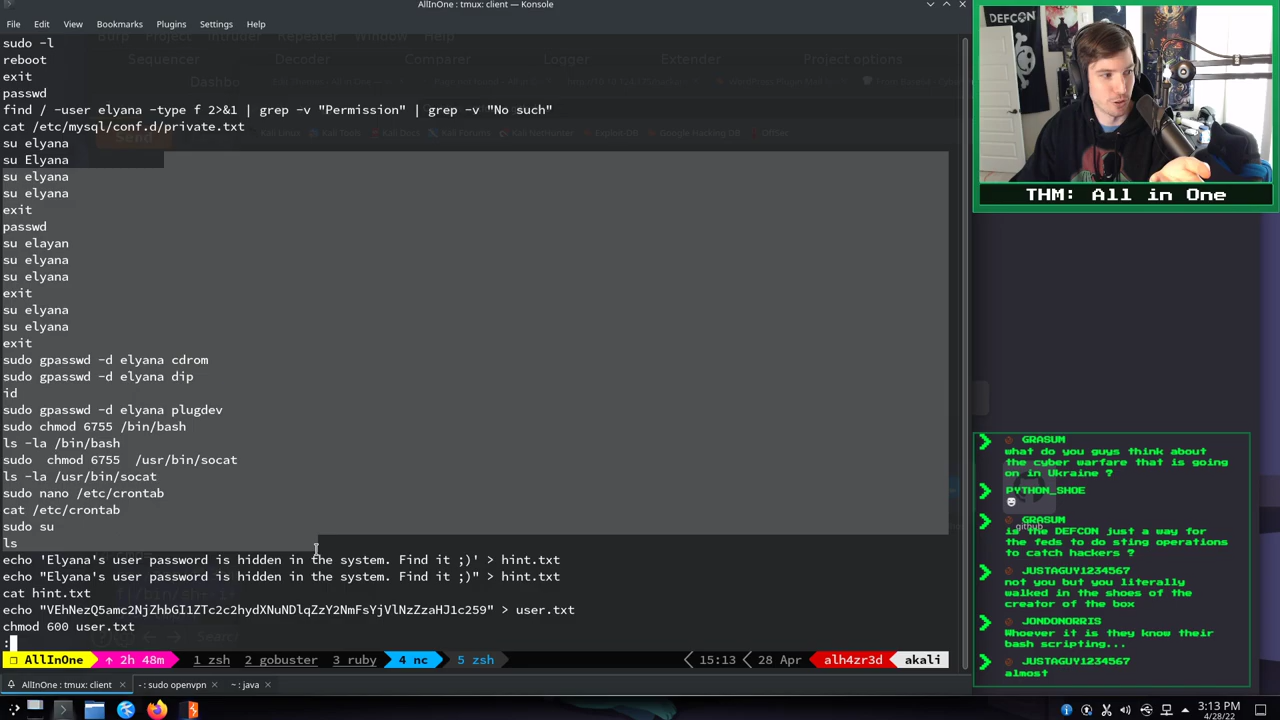 AllInOne : tmux: client — Konsole
File Edit View Bookmarks Plugins Settings Help
sudo -l
reboot
exit
passwd
find / -user elyana -type f 2>&1 | grep -v "Permission" | grep -v "No such"
cat /etc/mysql/conf.d/private.txt
su elyana
su Elyana
su elyana
su elyana
exit
passwd
su elayan
su elyana
su elyana
exit
su elyana
su elyana
exit
sudo gpasswd -d elyana cdrom
sudo gpasswd -d elyana dip
id
sudo gpasswd -d elyana plugdev
sudo chmod 6755 /bin/bash
ls -la /bin/bash
sudo  chmod 6755  /usr/bin/socat
ls -la /usr/bin/socat
sudo nano /etc/crontab
cat /etc/crontab
sudo su
ls
echo 'Elyana's user password is hidden in the system. Find it ;)' > hint.txt
echo "Elyana's user password is hidden in the system. Find it ;)" > hint.txt
cat hint.txt
echo "VEhNezQ5amc2NjZhbGI1ZTc2c2hydXNuNDlqZzY2NmFsYjVlNzZzaHJ1c259" > user.txt
chmod 600 user.txt
:
AllInOne ↑ 2h 48m 1 zsh 2 gobuster 3 ruby 4 nc 5 zsh 15:13 28 Apr alh4zr3d akali
AllInOne : tmux: client - : sudo openvpn ~ : java
Sequencer Decoder Comparer Logger Extender Project options
Dashbo
Send
DEFCON
THM: All in One
GRASUM
what do you guys think about
the cyber warfare that is going
on in Ukraine ?
PYTHON_SHOE
GRASUM
github
is the DEFCON just a way for
the feds to do sting operations
to catch hackers ?
JUSTAGUY1234567
not you but you literally
walked in the shoes of the
creator of the box
JONDONORRIS
Whoever it is they know their
bash scripting...
JUSTAGUY1234567
almost
3:13 PM
4/28/22